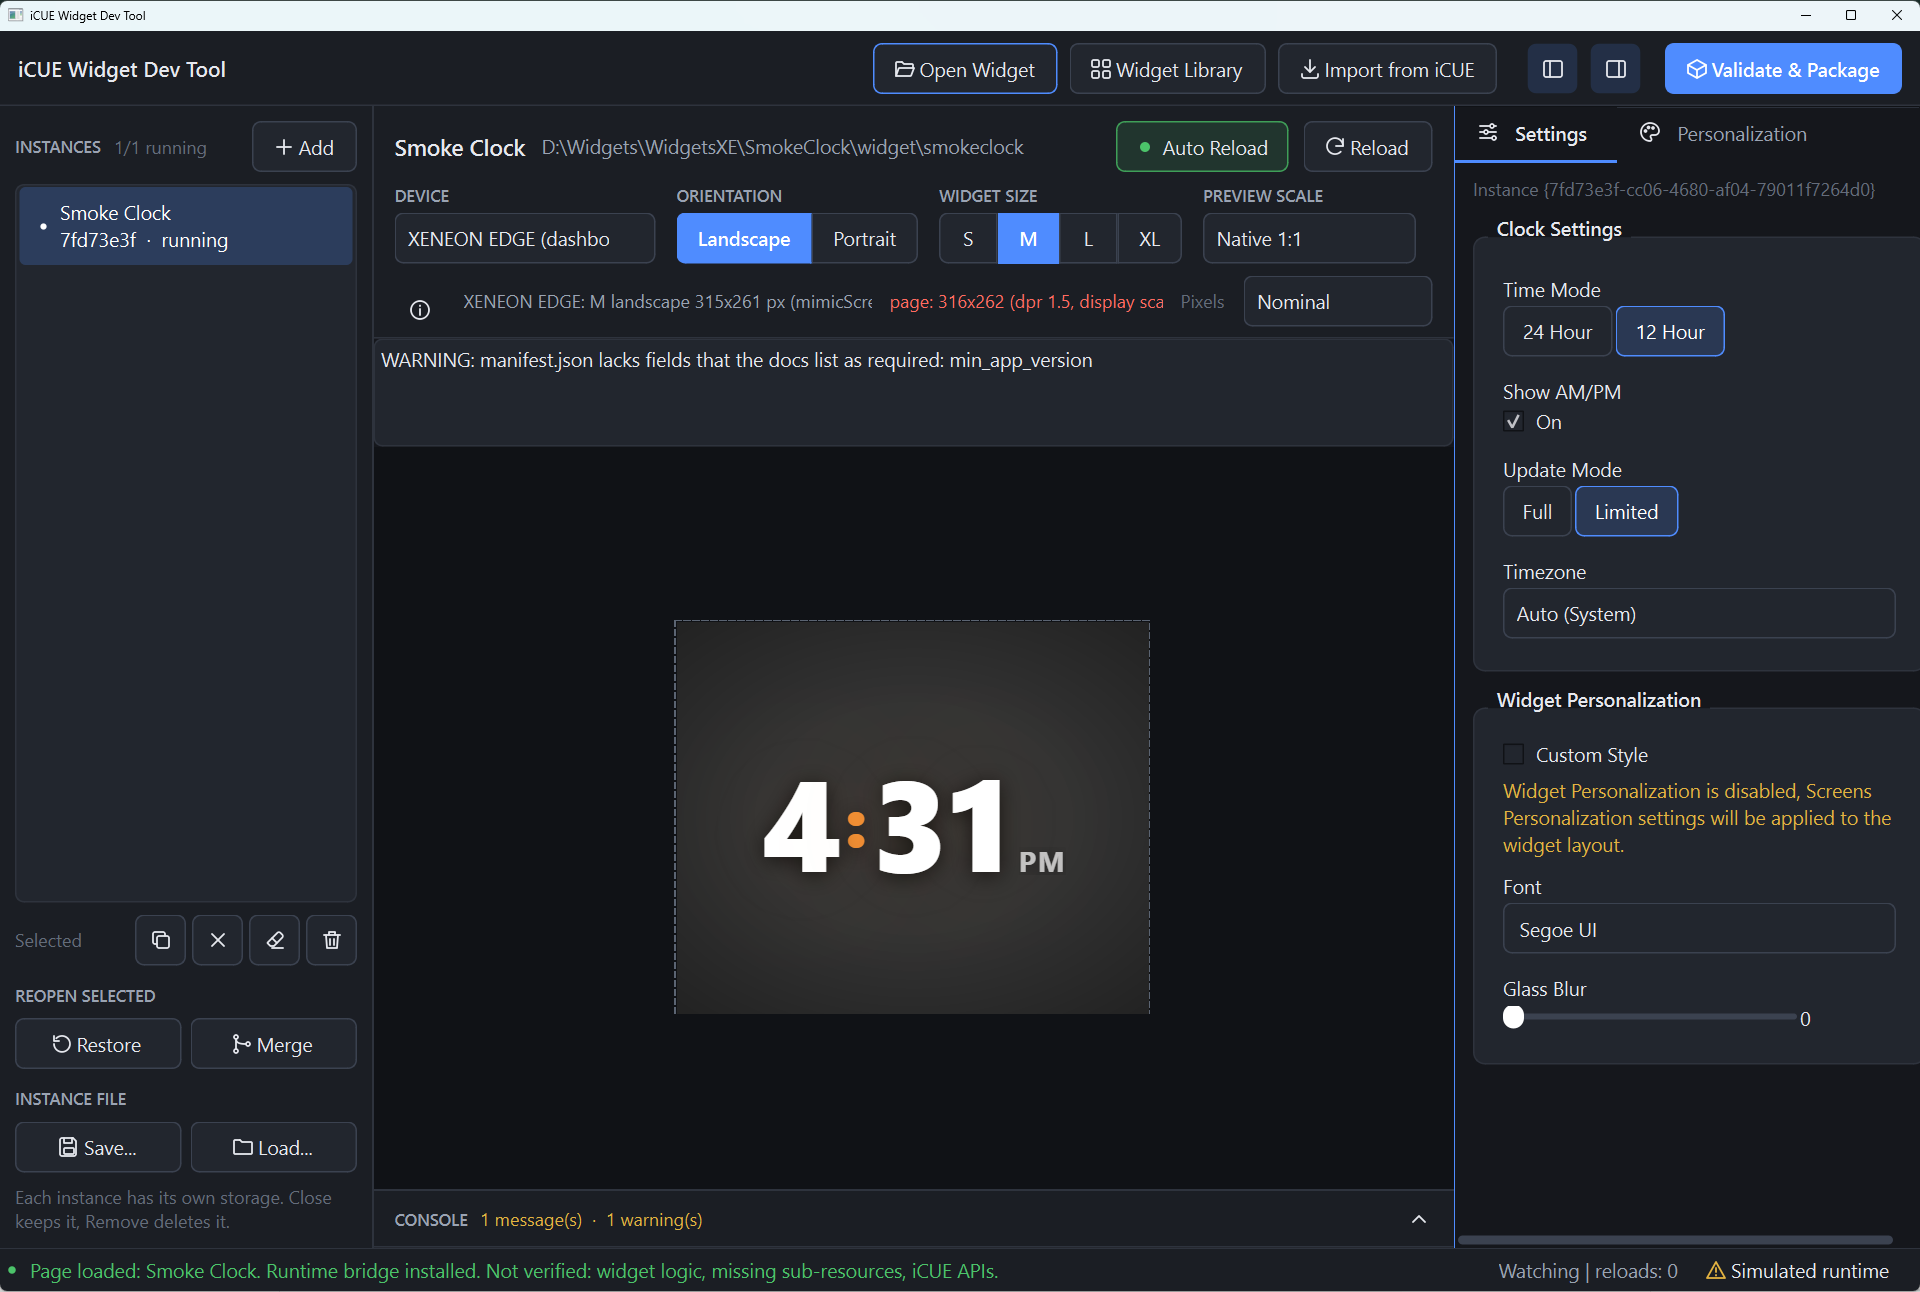 iCUE Widget Dev Tool
iCUE Widget Dev Tool
Open Widget
Widget Library
Import from iCUE
Validate & Package
INSTANCES 1/1 running
+ Add
Smoke Clock
7fd73e3f · running
Selected
REOPEN SELECTED
Restore
Merge
INSTANCE FILE
Save...
Load...
Each instance has its own storage. Close
keeps it, Remove deletes it.
Smoke Clock D:\Widgets\WidgetsXE\SmokeClock\widget\smokeclock
Auto Reload
Reload
DEVICE
XENEON EDGE (dashbo
ORIENTATION
Landscape Portrait
WIDGET SIZE
S M L XL
PREVIEW SCALE
Native 1:1
XENEON EDGE: M landscape 315x261 px (mimicScre
page: 316x262 (dpr 1.5, display sca
Pixels
Nominal
WARNING: manifest.json lacks fields that the docs list as required: min_app_version
4:31 PM
CONSOLE 1 message(s) · 1 warning(s)
Settings
Personalization
Instance {7fd73e3f-cc06-4680-af04-79011f7264d0}
Clock Settings
Time Mode
24 Hour 12 Hour
Show AM/PM
On
Update Mode
Full Limited
Timezone
Auto (System)
Widget Personalization
Custom Style
Widget Personalization is disabled, Screens
Personalization settings will be applied to the
widget layout.
Font
Segoe UI
Glass Blur
0
Page loaded: Smoke Clock. Runtime bridge installed. Not verified: widget logic, missing sub-resources, iCUE APIs.
Watching | reloads: 0
Simulated runtime